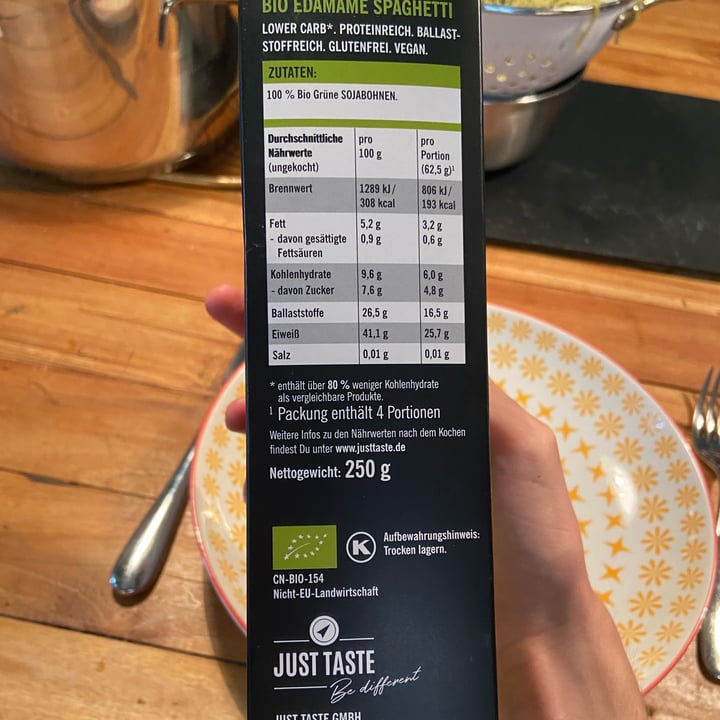 BIO EDAMAME SPAGHETTI
LOWER CARB*. PROTEINREICH. BALLAST-
STOFFREICH. GLUTENFREI. VEGAN.
ZUTATEN:
100 % Bio Grüne SOJABOHNEN.
Durchschnittliche Nährwerte (ungekocht) pro 100 g pro Portion (62,5 g)¹
Brennwert 1289 kJ/ 308 kcal 806 kJ/ 193 kcal
Fett 5,2 g 3,2 g
- davon gesättigte Fettsäuren 0,9 g 0,6 g
Kohlenhydrate 9,6 g 6,0 g
- davon Zucker 7,6 g 4,8 g
Ballaststoffe 26,5 g 16,5 g
Eiweiß 41,1 g 25,7 g
Salz 0,01 g 0,01 g
* enthält über 80 % weniger Kohlenhydrate
als vergleichbare Produkte.
¹ Packung enthält 4 Portionen
Weitere Infos zu den Nährwerten nach dem Kochen
findest Du unter www.justtaste.de
Nettogewicht: 250 g
K
Aufbewahrungshinweis:
Trocken lagern.
CN-BIO-154
Nicht-EU-Landwirtschaft
JUST TASTE
Be different
JUST TASTE GMBH